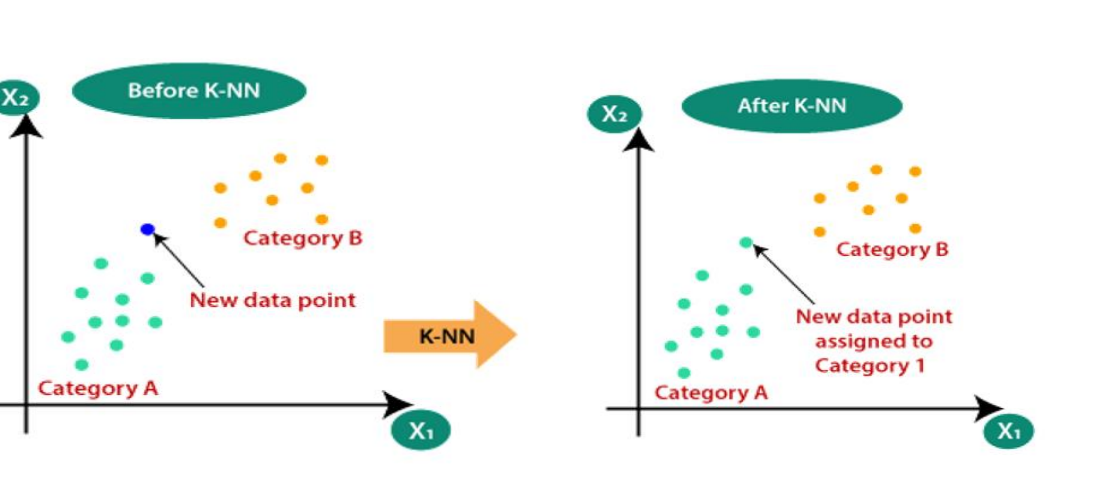 Before K-NN
X₂
Category B
New data point
Category A
X₁
K-NN
After K-NN
X₂
Category B
New data point
assigned to
Category 1
Category A
X₁